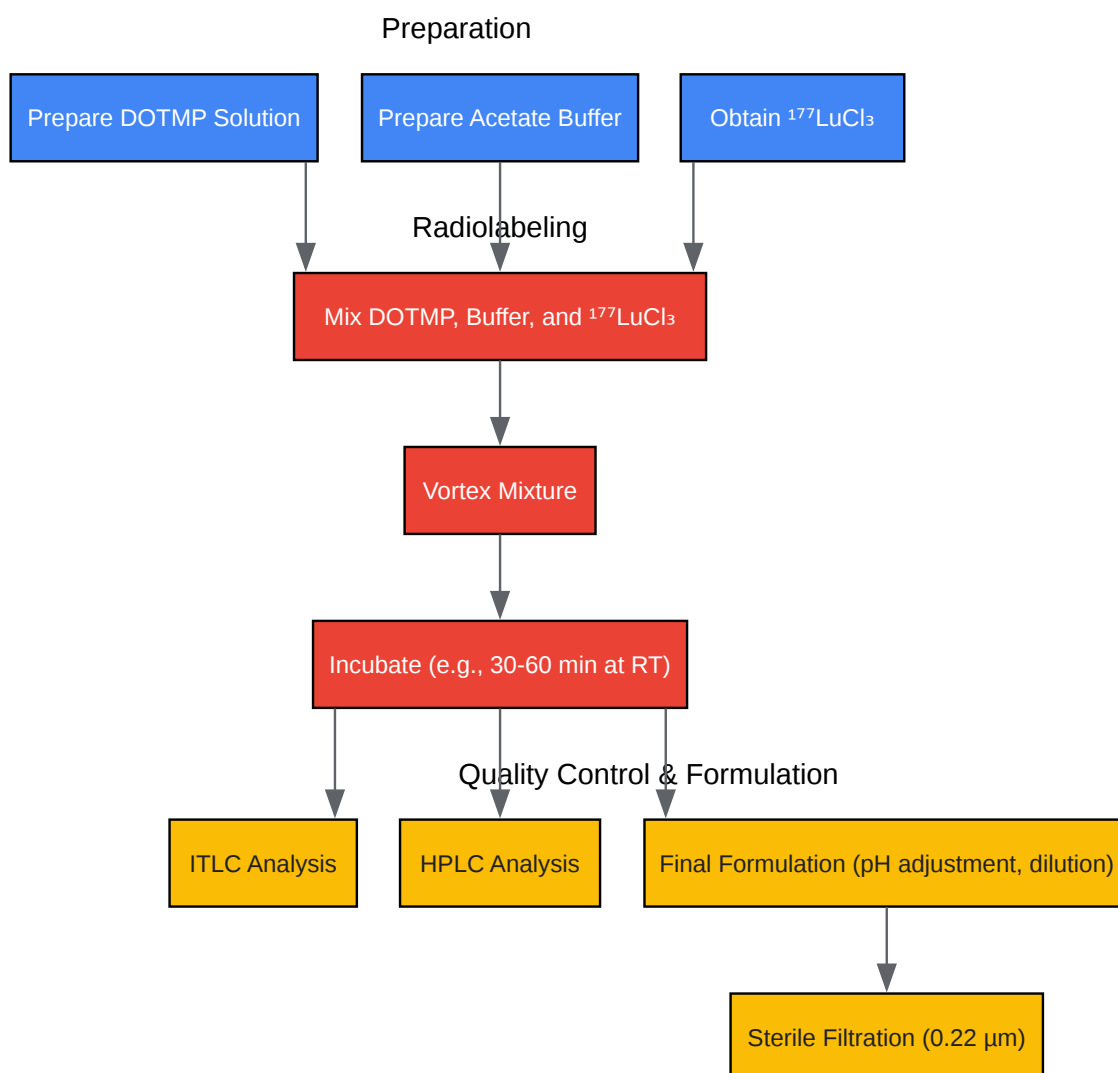 Preparation
Prepare DOTMP Solution
Prepare Acetate Buffer
Obtain ¹⁷⁷LuCl₃
Radiolabeling
Mix DOTMP, Buffer, and ¹⁷⁷LuCl₃
Vortex Mixture
Incubate (e.g., 30-60 min at RT)
Quality Control & Formulation
ITLC Analysis
HPLC Analysis
Final Formulation (pH adjustment, dilution)
Sterile Filtration (0.22 µm)